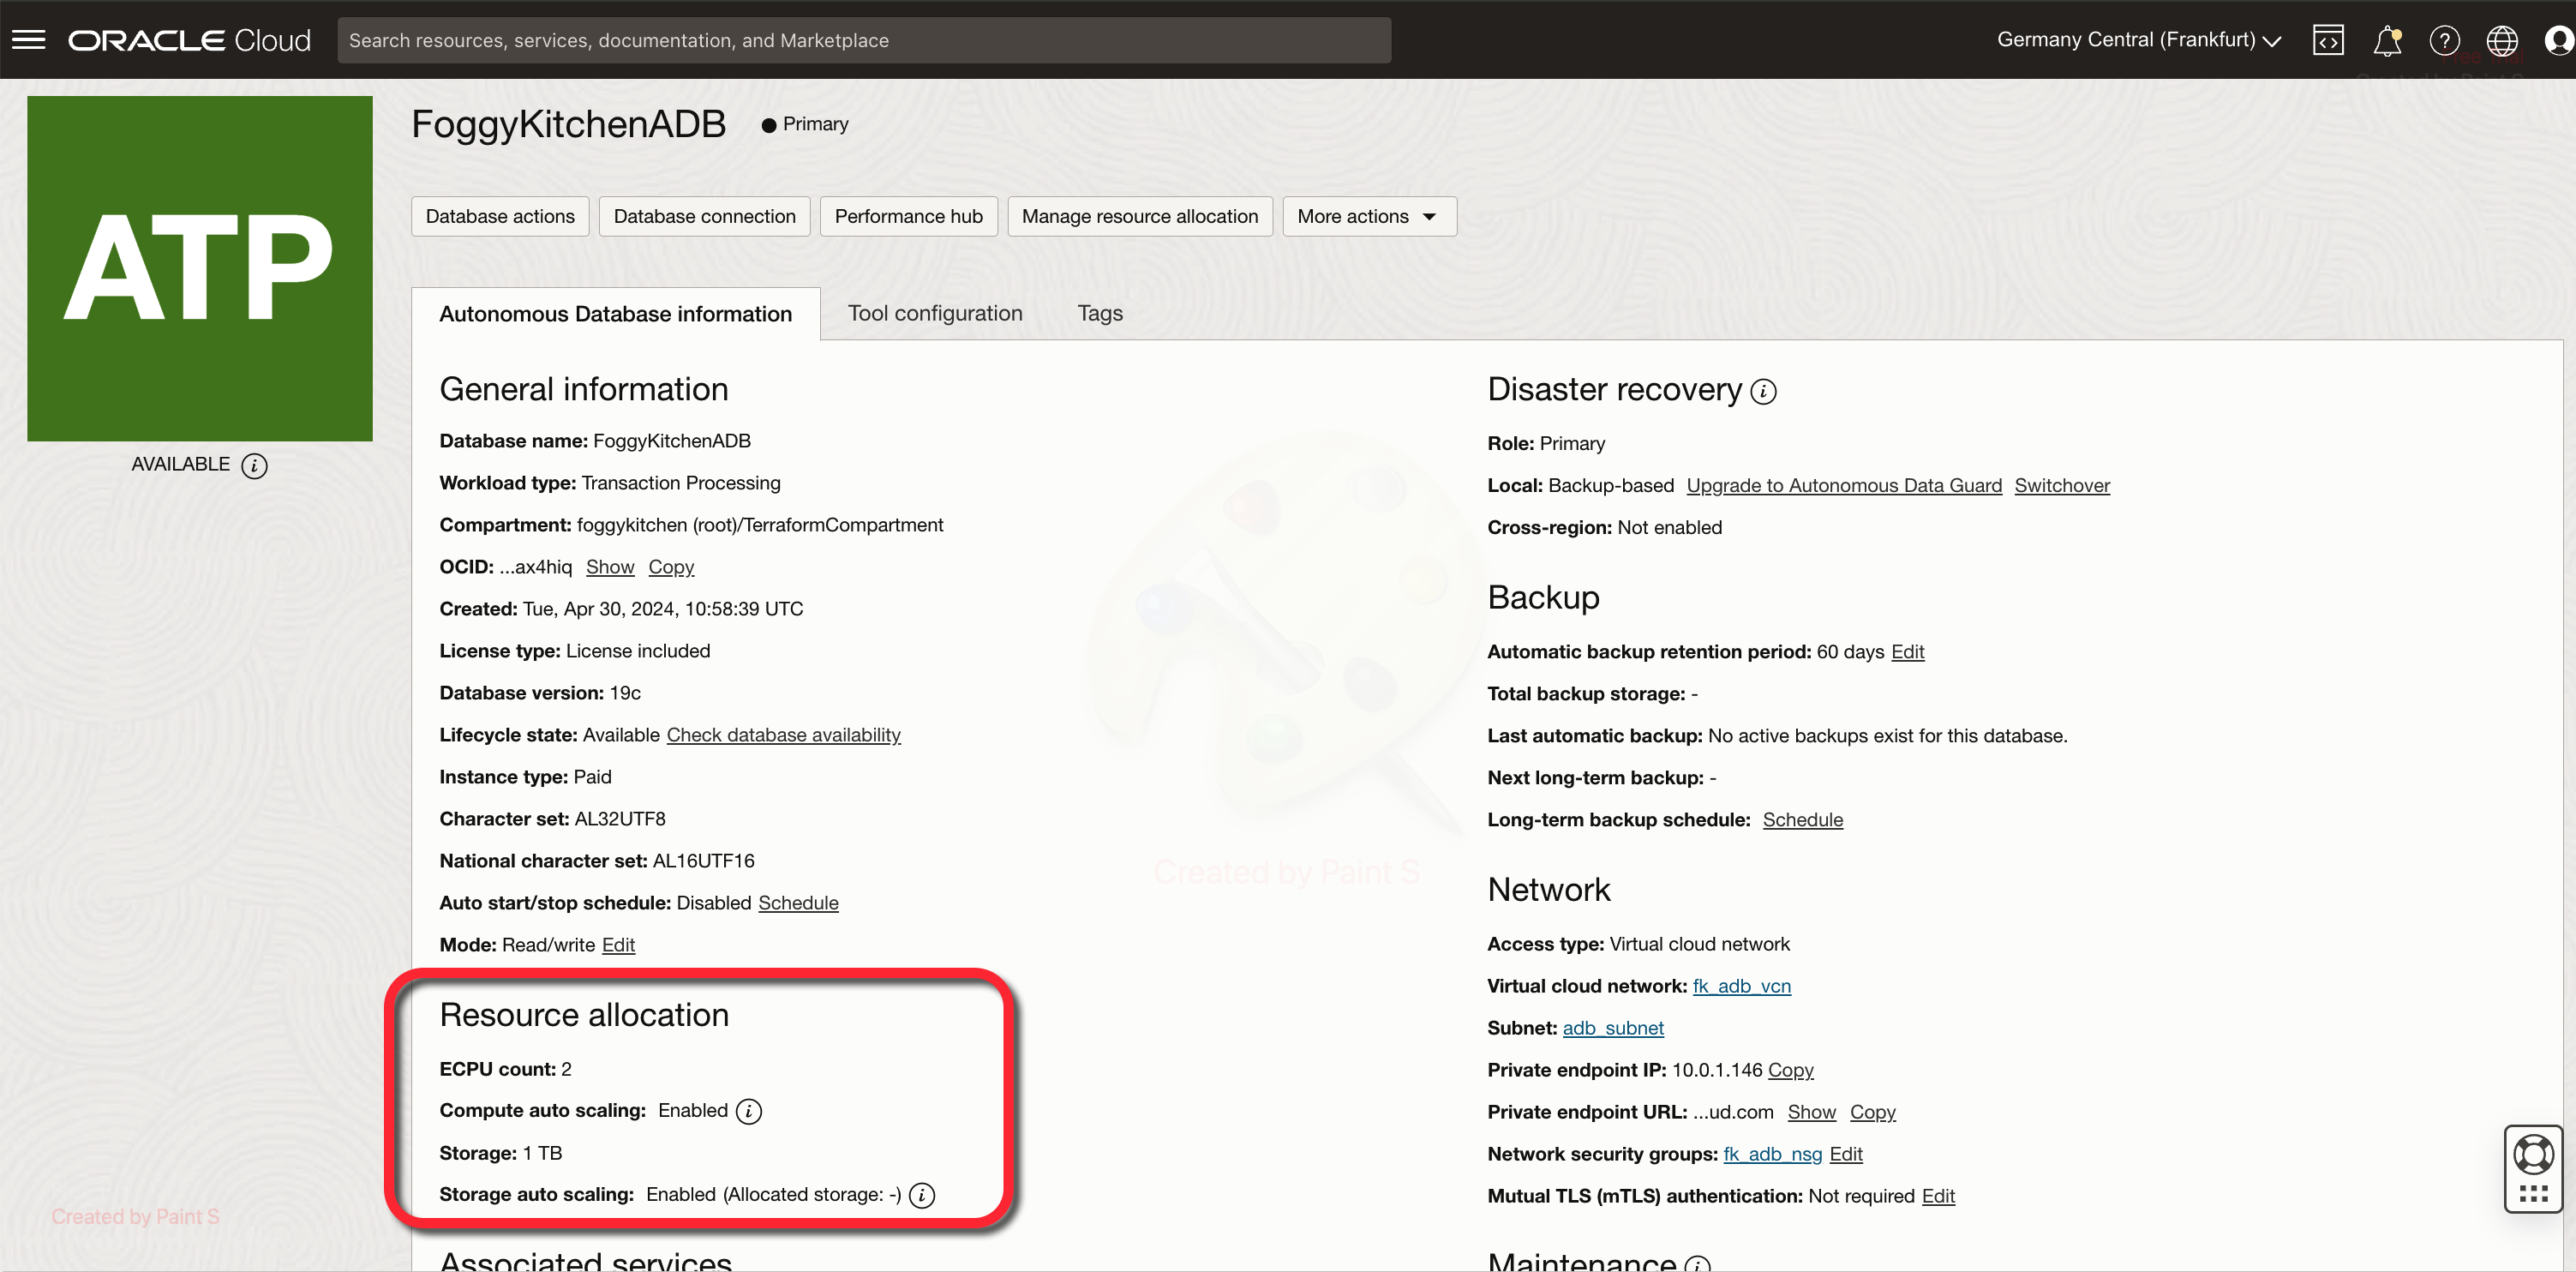 ORACLE Cloud
Search resources, services, documentation, and Marketplace
Germany Central (Frankfurt)
Free Trial
Created by Paint S
ATP
AVAILABLE
FoggyKitchenADB
Primary
Database actions
Database connection
Performance hub
Manage resource allocation
More actions
Autonomous Database information
Tool configuration
Tags
General information
Database name: FoggyKitchenADB
Workload type: Transaction Processing
Compartment: foggykitchen (root)/TerraformCompartment
OCID: ...ax4hiq Show Copy
Created: Tue, Apr 30, 2024, 10:58:39 UTC
License type: License included
Database version: 19c
Lifecycle state: Available Check database availability
Instance type: Paid
Character set: AL32UTF8
National character set: AL16UTF16
Auto start/stop schedule: Disabled Schedule
Mode: Read/write Edit
Resource allocation
ECPU count: 2
Compute auto scaling: Enabled
Storage: 1 TB
Storage auto scaling: Enabled (Allocated storage: -)
Associated services
Disaster recovery
Role: Primary
Local: Backup-based Upgrade to Autonomous Data Guard Switchover
Cross-region: Not enabled
Backup
Automatic backup retention period: 60 days Edit
Total backup storage: -
Last automatic backup: No active backups exist for this database.
Next long-term backup: -
Long-term backup schedule: Schedule
Network
Access type: Virtual cloud network
Virtual cloud network: fk_adb_vcn
Subnet: adb_subnet
Private endpoint IP: 10.0.1.146 Copy
Private endpoint URL: ...ud.com Show Copy
Network security groups: fk_adb_nsg Edit
Mutual TLS (mTLS) authentication: Not required Edit
Maintenance
Created by Paint S
Created by Paint S